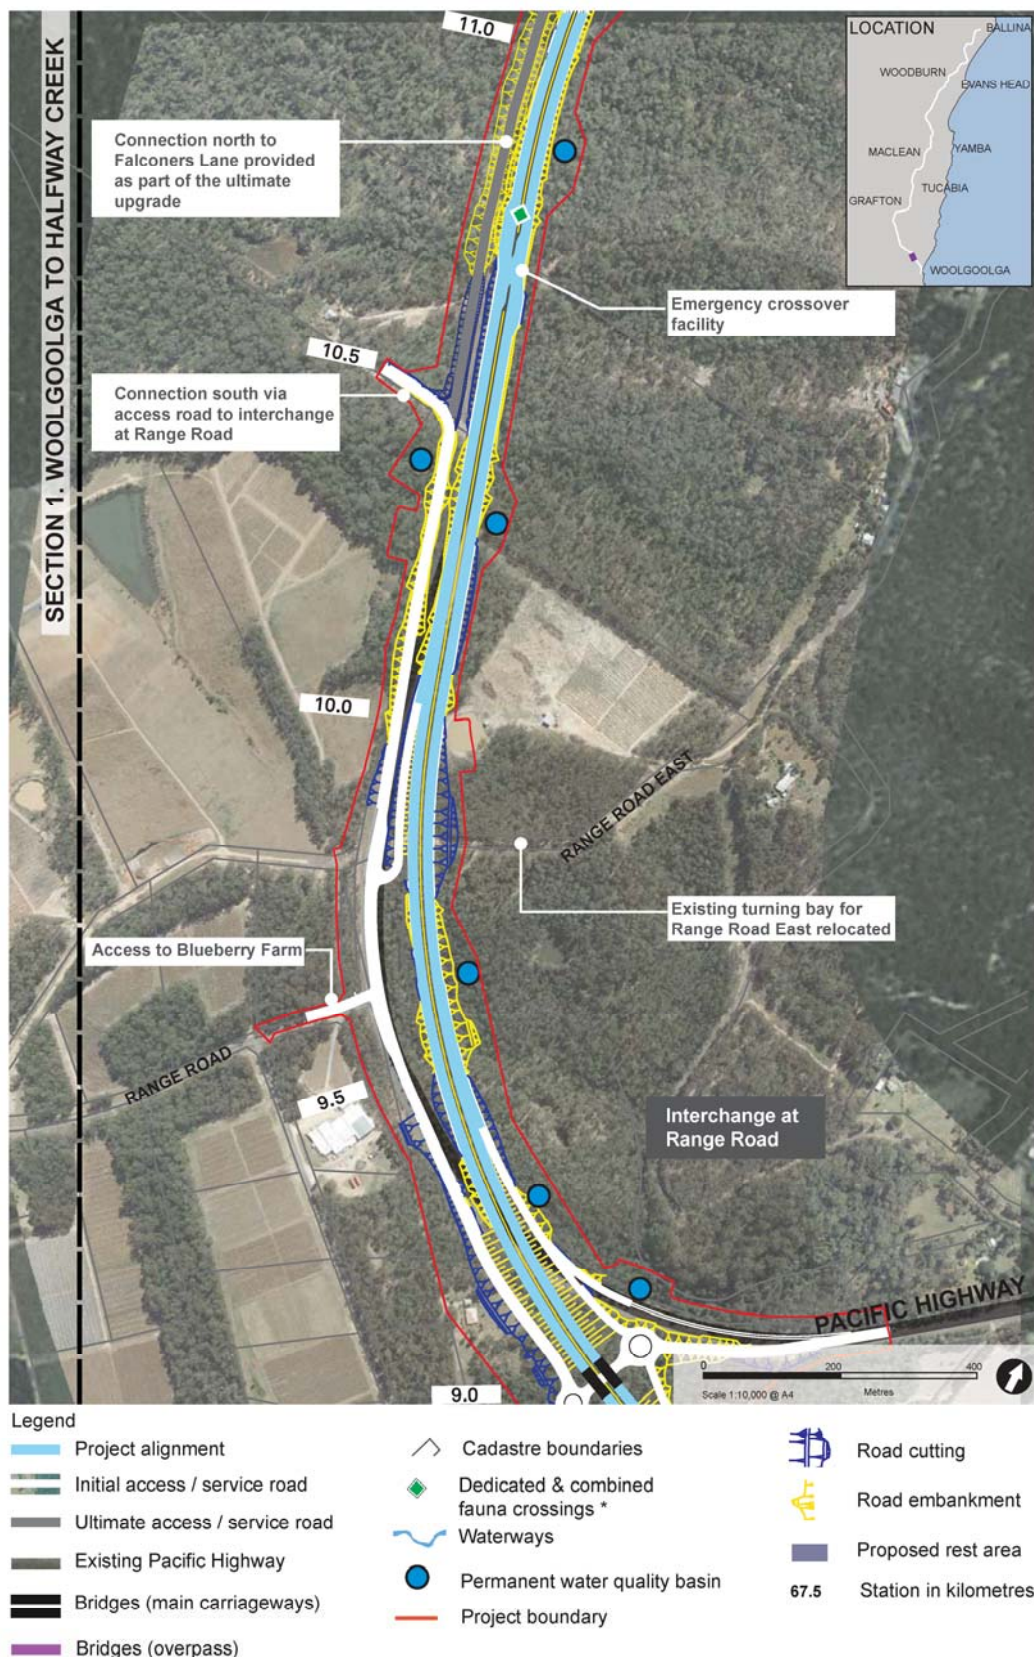 11.0
LOCATION
BALLINA
WOODBURN
EVANS HEAD
MACLEAN
YAMBA
TUCABIA
GRAFTON
WOOLGOOLGA
SECTION 1. WOOLGOOLGA TO HALFWAY CREEK
Connection north to
Falconers Lane provided
as part of the ultimate
upgrade
Emergency crossover
facility
10.5
Connection south via
access road to interchange
at Range Road
10.0
RANGE ROAD EAST
Existing turning bay for
Range Road East relocated
Access to Blueberry Farm
RANGE ROAD
9.5
Interchange at
Range Road
PACIFIC HIGHWAY
9.0
0 200 400
Scale 1:10,000 @ A4 Metres
Legend
Project alignment
Initial access / service road
Ultimate access / service road
Existing Pacific Highway
Bridges (main carriageways)
Bridges (overpass)
Cadastre boundaries
Dedicated & combined
fauna crossings *
Waterways
Permanent water quality basin
Project boundary
Road cutting
Road embankment
Proposed rest area
67.5 Station in kilometres